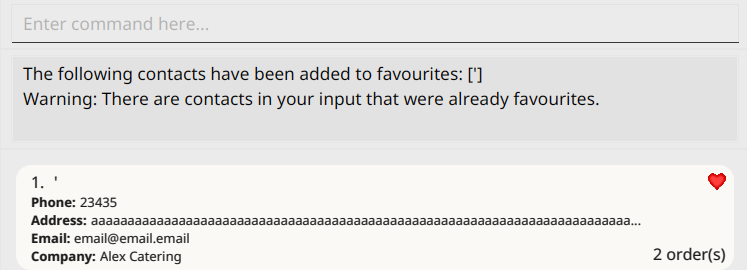 Enter command here...
The following contacts have been added to favourites: [']
Warning: There are contacts in your input that were already favourites.
1. '
Phone: 23435
Address: aaaaaaaaaaaaaaaaaaaaaaaaaaaaaaaaaaaaaaaaaaaaaaaaaaaaaaaaaaaaaaaaaaaaaaaaaaa...
Email: email@email.email
Company: Alex Catering
2 order(s)